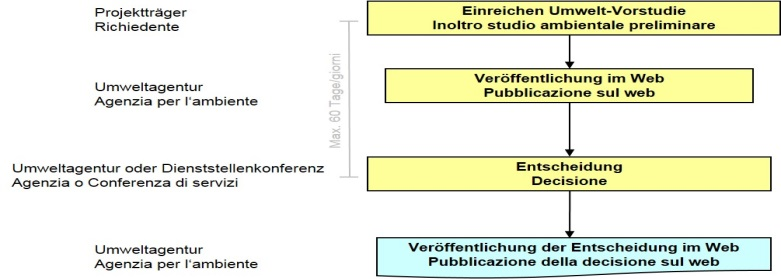 Projektträger
Richiedente
Einreichen Umwelt-Vorstudie
Inoltro studio ambientale preliminare
Max. 60 Tage/giorni
Umweltagentur
Agenzia per l'ambiente
Veröffentlichung im Web
Pubblicazione sul web
Umweltagentur oder Dienststellenkonferenz
Agenzia o Conferenza di servizi
Entscheidung
Decisione
Umweltagentur
Agenzia per l'ambiente
Veröffentlichung der Entscheidung im Web
Pubblicazione della decisione sul web